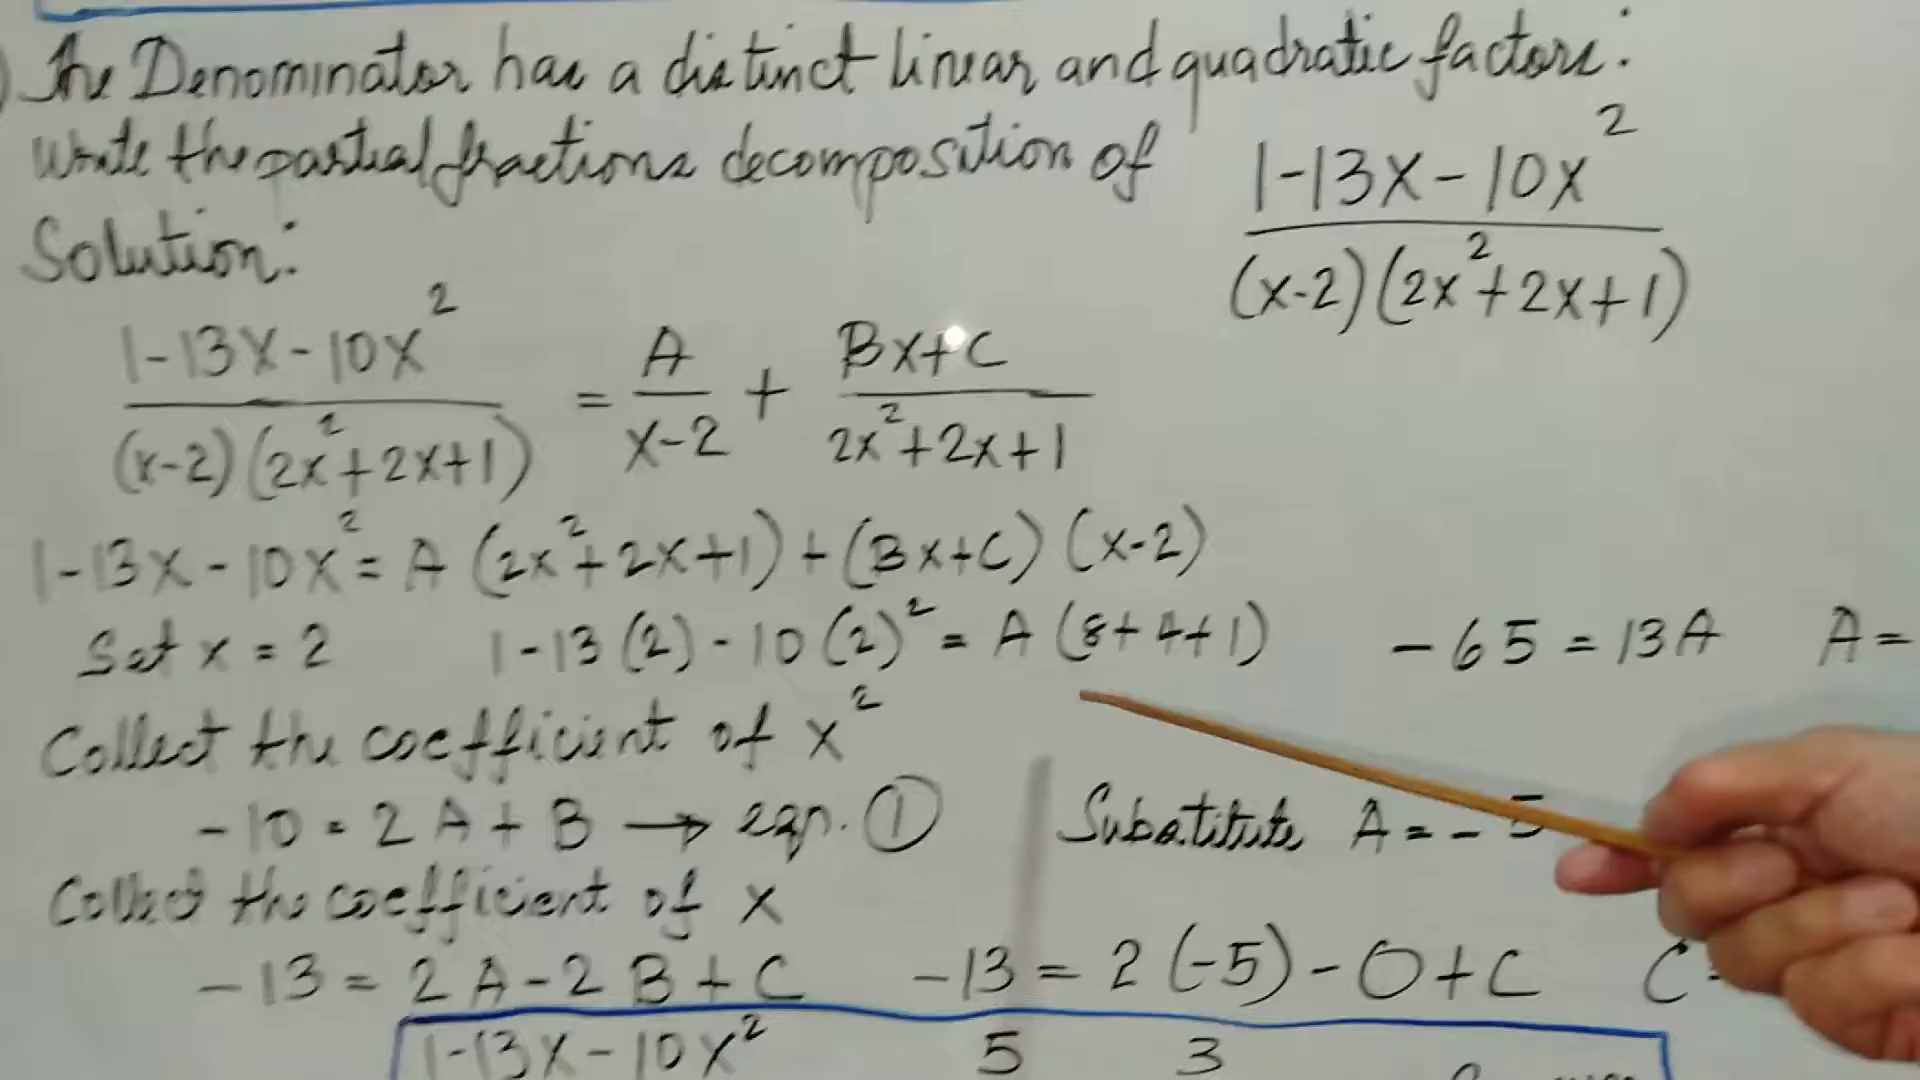 The Denominator has a distinct linear and quadratic factors:
Write the partial fractions decomposition of (1-13x-10x²)/((x-2)(2x²+2x+1))
Solution:
(1-13x-10x²)/((x-2)(2x²+2x+1)) = A/(x-2) + (Bx+C)/(2x²+2x+1)
1-13x-10x² = A(2x²+2x+1)+(Bx+C)(x-2)
Set x = 2 1-13(2)-10(2)² = A(8+4+1) -65 = 13A A =
Collect the coefficient of x²
-10 = 2A+B → eqn. ① Substitute A = -5
Collect the coefficient of x
-13 = 2A-2B+C -13 = 2(-5)-0+C C
1-13x-10x² 5 3